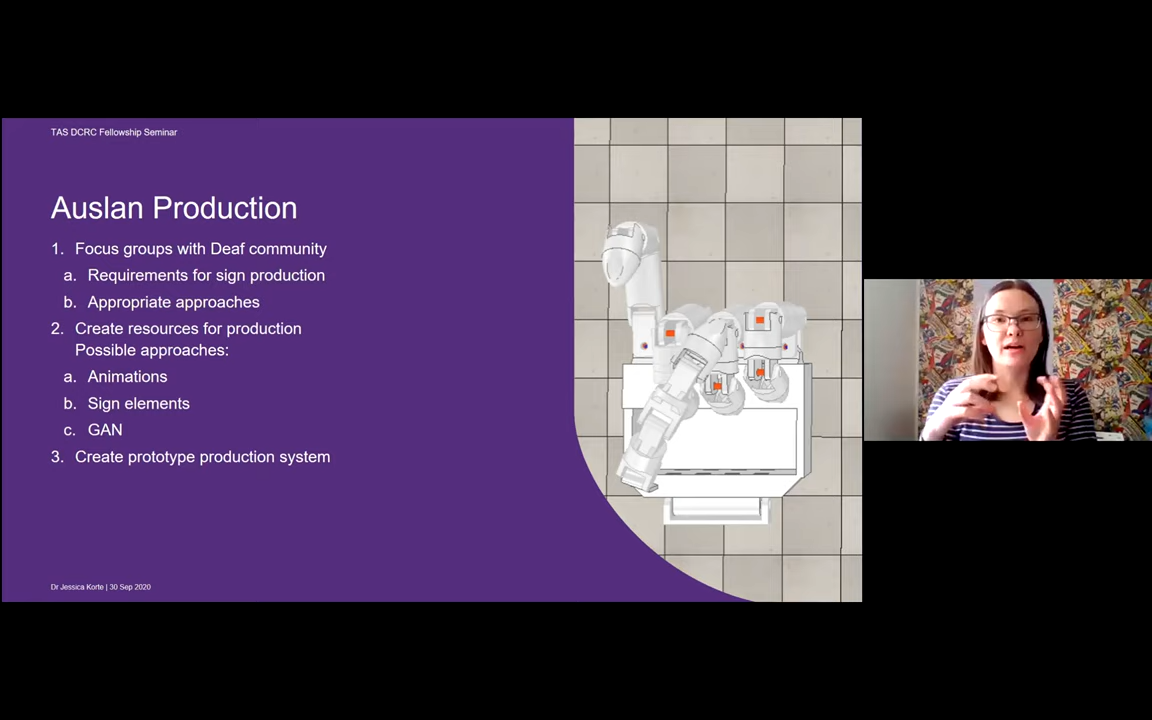 TAS DCRC Fellowship Seminar
Auslan Production
1. Focus groups with Deaf community
a. Requirements for sign production
b. Appropriate approaches
2. Create resources for production
Possible approaches:
a. Animations
b. Sign elements
c. GAN
3. Create prototype production system
Dr Jessica Korte | 30 Sep 2020